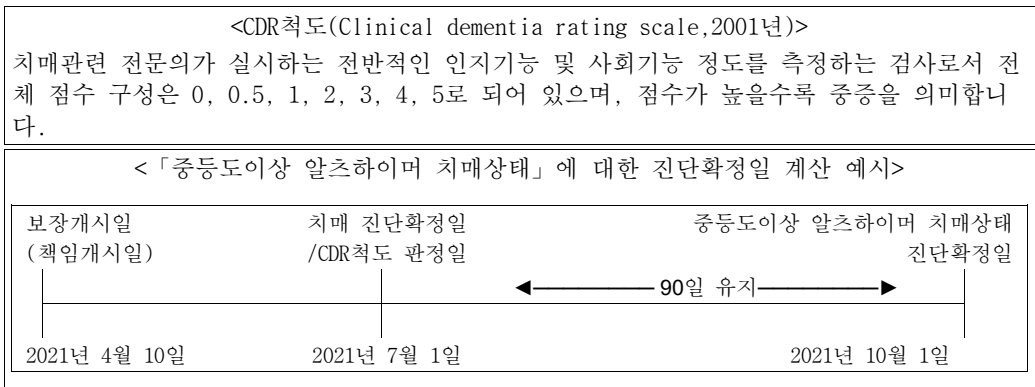 <CDR척도(Clinical dementia rating scale,2001년)>
치매관련 전문의가 실시하는 전반적인 인지기능 및 사회기능 정도를 측정하는 검사로서 전
체 점수 구성은 0, 0.5, 1, 2, 3, 4, 5로 되어 있으며, 점수가 높을수록 중증을 의미합니
다.
<「중등도이상 알츠하이머 치매상태」에 대한 진단확정일 계산 예시>
보장개시일 치매 진단확정일 중등도이상 알츠하이머 치매상태
(책임개시일) /CDR척도 판정일 진단확정일
90일 유지
2021년 4월 10일 2021년 7월 1일 2021년 10월 1일